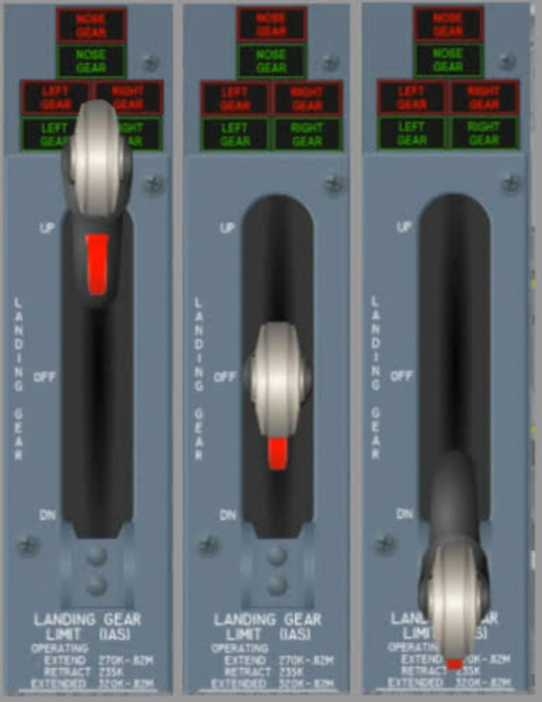 NOSE
GEAR
NOSE
GEAR
LEFT RIGHT
GEAR GEAR
LEFT RIGHT
GEAR GEAR
UP
LANDING GEAR
OFF
DN
LANDING GEAR
LIMIT (IAS)
OPERATING
EXTEND 270K-.82M
RETRACT 235K
EXTENDED 320K-.82M
NOSE
GEAR
NOSE
GEAR
LEFT RIGHT
GEAR GEAR
LEFT RIGHT
GEAR GEAR
UP
LANDING GEAR
OFF
DN
LANDING GEAR
LIMIT (IAS)
OPERATING
EXTEND 270K-.82M
RETRACT 235K
EXTENDED 320K-.82M
NOSE
GEAR
NOSE
GEAR
LEFT RIGHT
GEAR GEAR
LEFT RIGHT
GEAR GEAR
UP
LANDING GEAR
OFF
DN
LIMIT
EXTEND
RETRACT
EXTENDED 320K-.82M